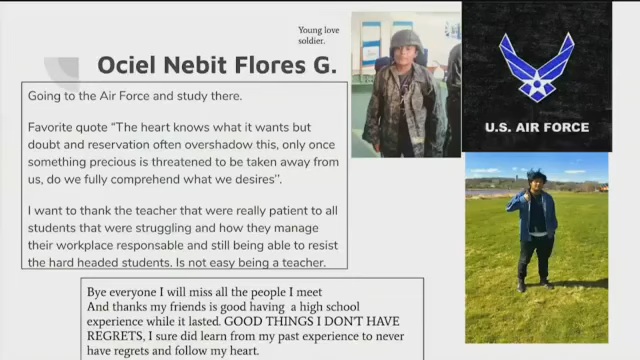 Young love
soldier.
Ociel Nebit Flores G.
U.S. AIR FORCE
Going to the Air Force and study there.
Favorite quote “The heart knows what it wants but
doubt and reservation often overshadow this, only once
something precious is threatened to be taken away from
us, do we fully comprehend what we desires”.
I want to thank the teacher that were really patient to all
students that were struggling and how they manage
their workplace responsible and still being able to resist
the hard headed students. Is not easy being a teacher.
Bye everyone I will miss all the people I meet
And thanks my friends is good having a high school
experience while it lasted. GOOD THINGS I DON'T HAVE
REGRETS, I sure did learn from my past experience to never
have regrets and follow my heart.